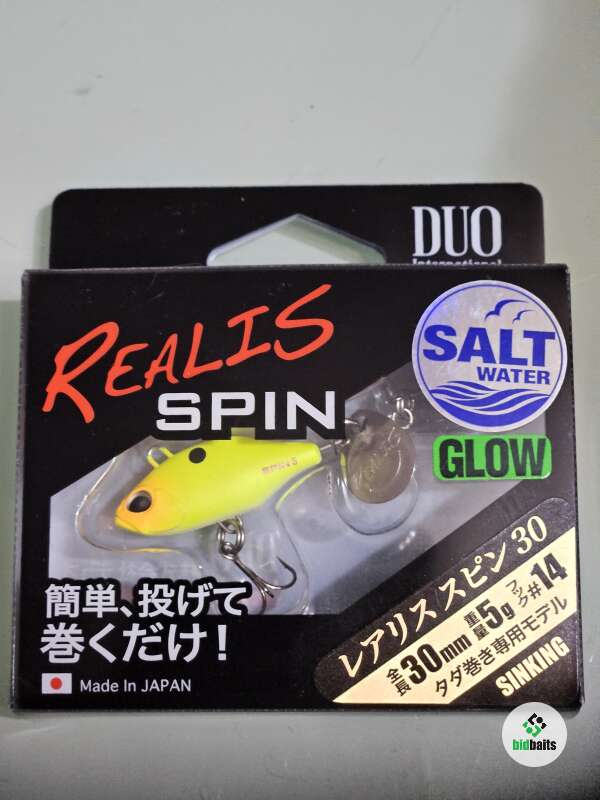 DUO
International
REALIS
SPIN
SALT
WATER
GLOW
SPIN 5
簡単、投げて
巻くだけ!
Made In JAPAN
レアリス スピン 30
全長30mm 重量5g フック#14
タダ巻き専用モデル
SINKING
bidbaits